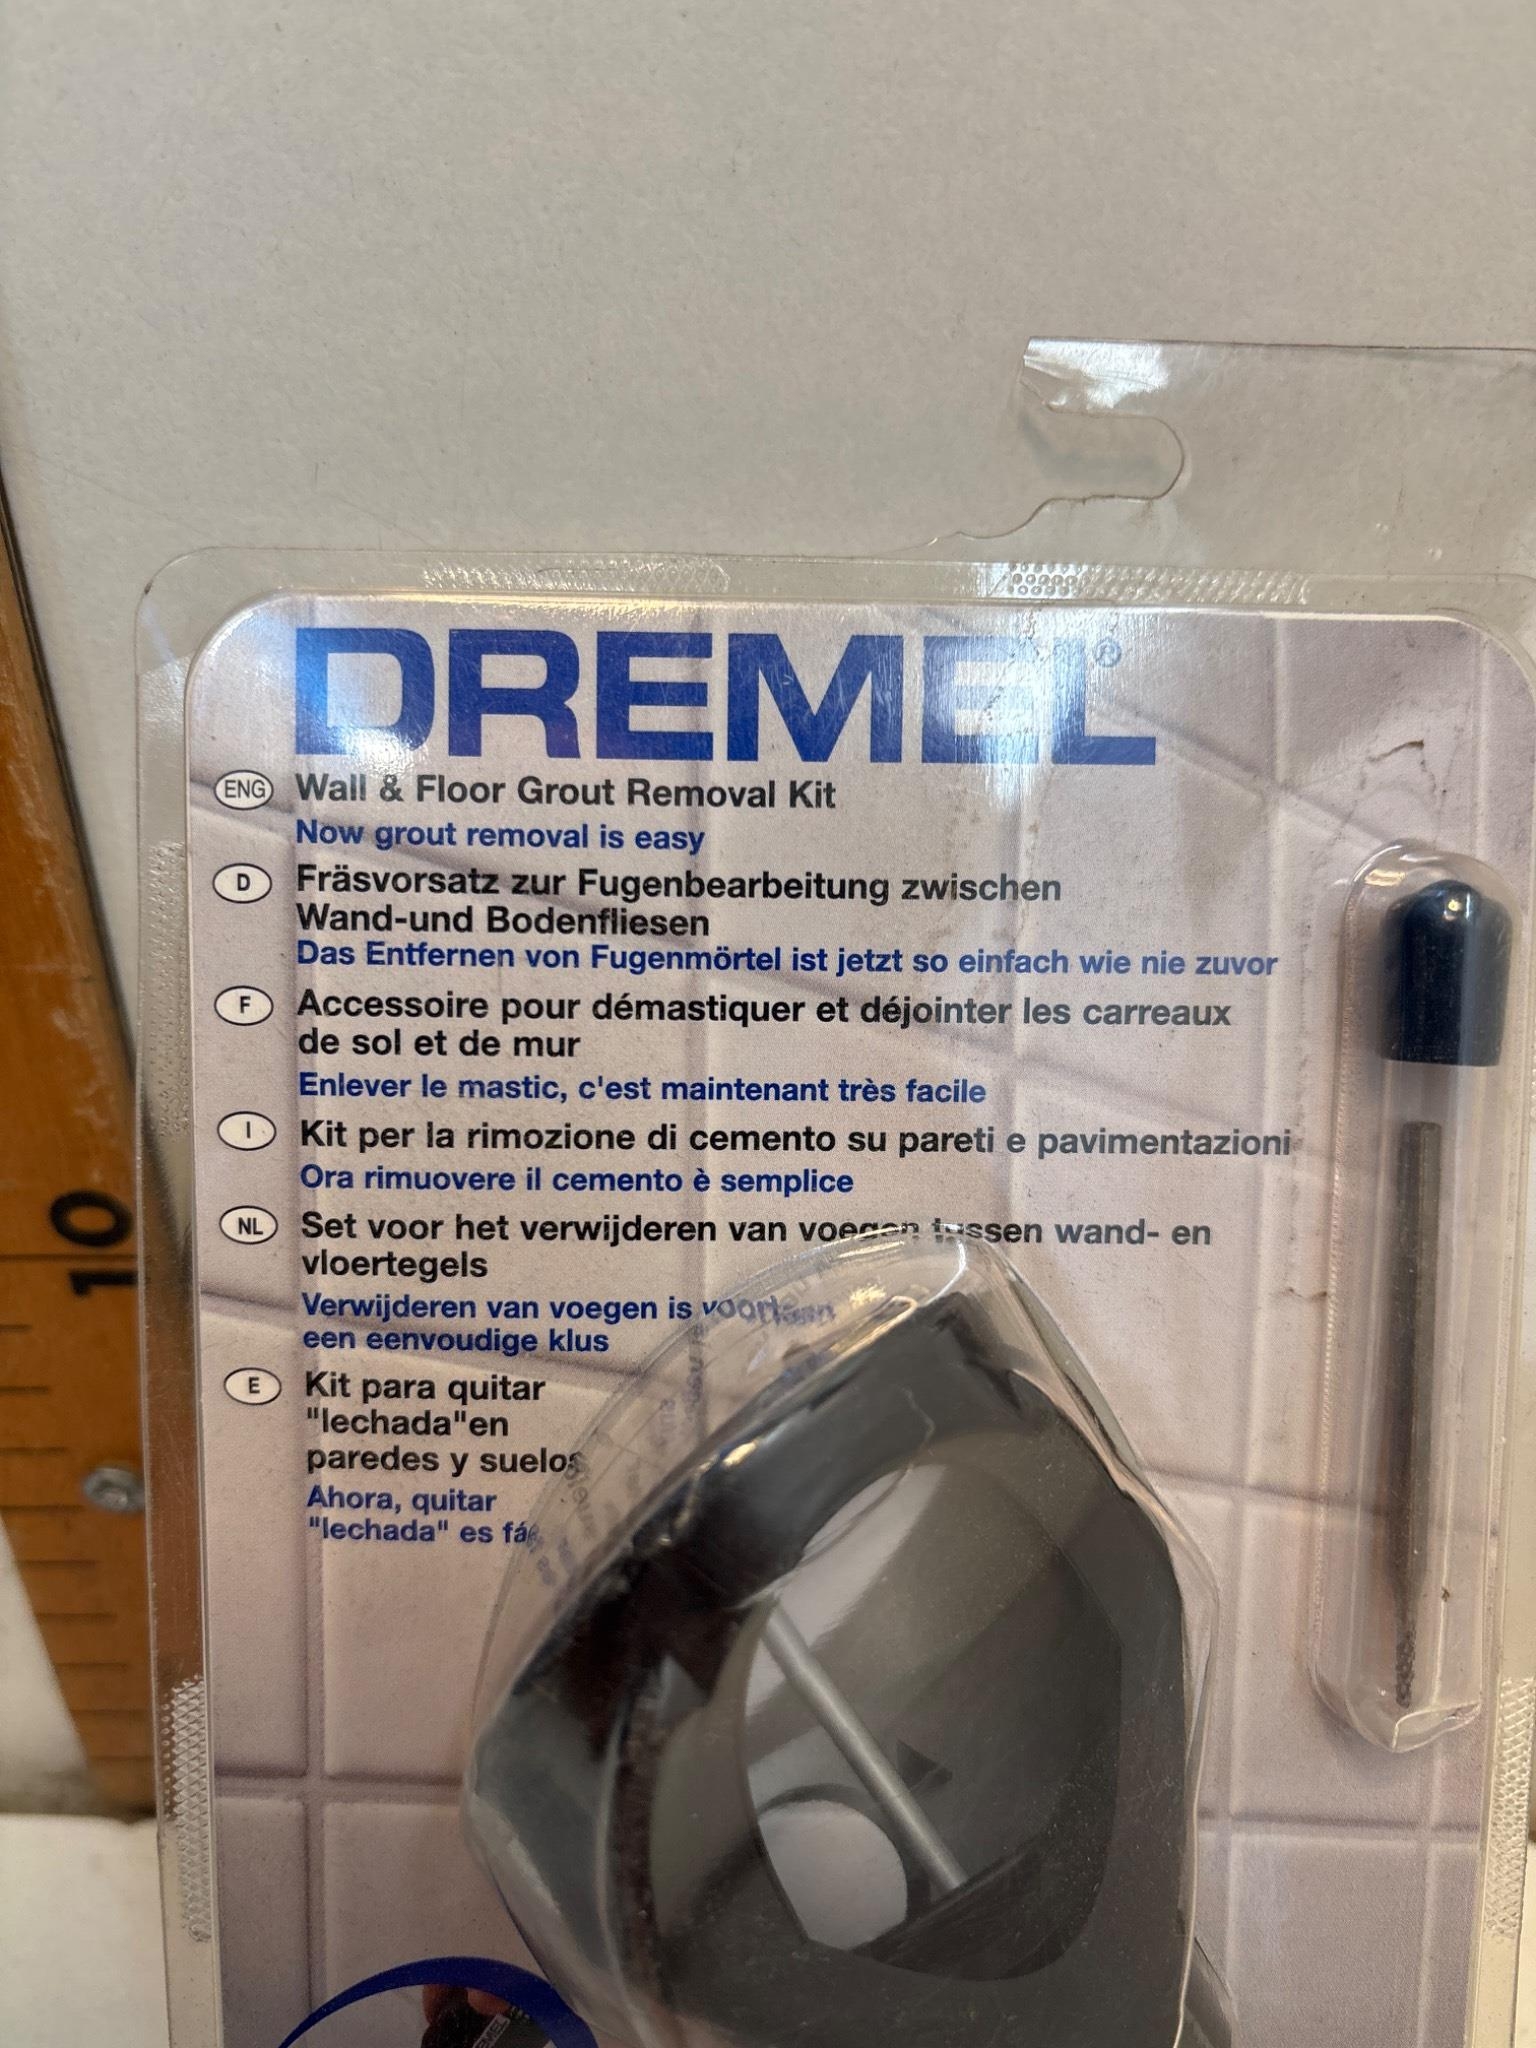 DREMEL®
ENG Wall & Floor Grout Removal Kit
Now grout removal is easy
D Fräsvorsatz zur Fugenbearbeitung zwischen
Wand-und Bodenfliesen
Das Entfernen von Fugenmörtel ist jetzt so einfach wie nie zuvor
F Accessoire pour démastiquer et déjointer les carreaux
de sol et de mur
Enlever le mastic, c'est maintenant très facile
I Kit per la rimozione di cemento su pareti e pavimentazioni
Ora rimuovere il cemento è semplice
NL Set voor het verwijderen van voegen tussen wand- en
vloertegels
Verwijderen van voegen is voortaan
een eenvoudige klus
E Kit para quitar
"lechada"en
paredes y suelos
Ahora, quitar
"lechada" es
10